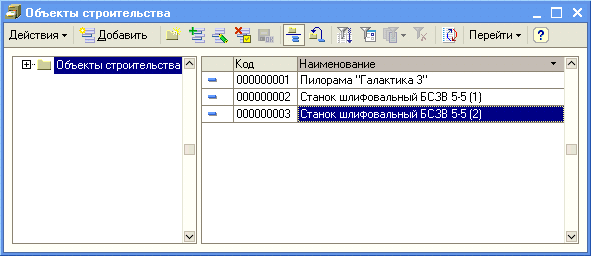 Объекты строительства
Действия Добавить Перейти ?
Объекты строительства
Код Наименование
000000001 Пилорама "Галактика 3"
000000002 Станок шлифовальный БСЗВ 5-5 (1)
000000003 Станок шлифовальный БСЗВ 5-5 (2)